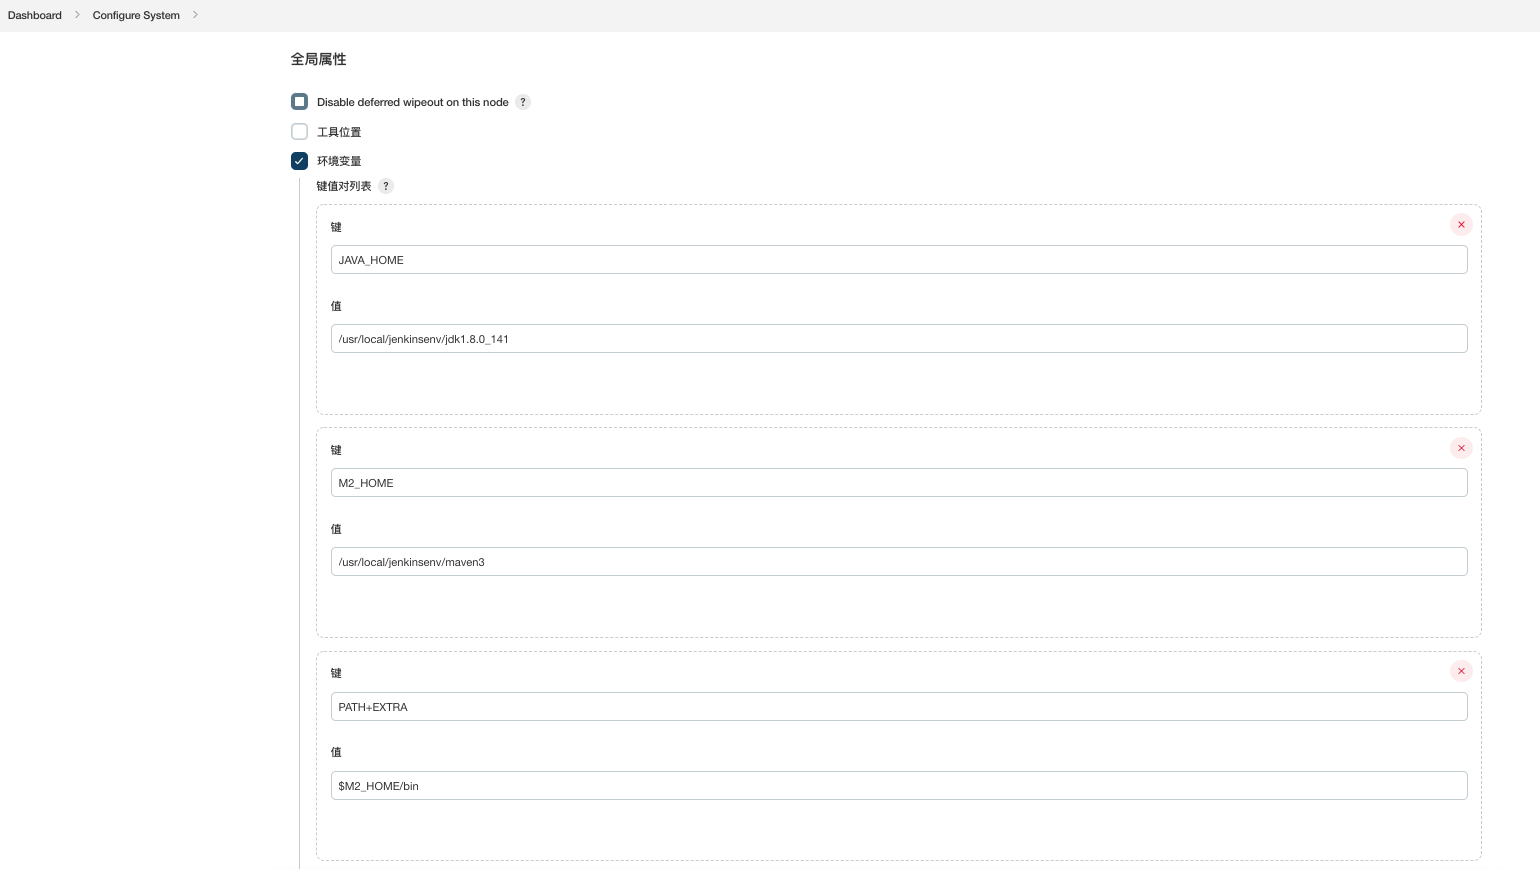 Dashboard > Configure System >
全局属性
Disable deferred wipeout on this node ?
工具位置
环境变量
键值对列表 ?
键
JAVA_HOME
值
/usr/local/jenkinsenv/jdk1.8.0_141
键
M2_HOME
值
/usr/local/jenkinsenv/maven3
键
PATH+EXTRA
值
$M2_HOME/bin